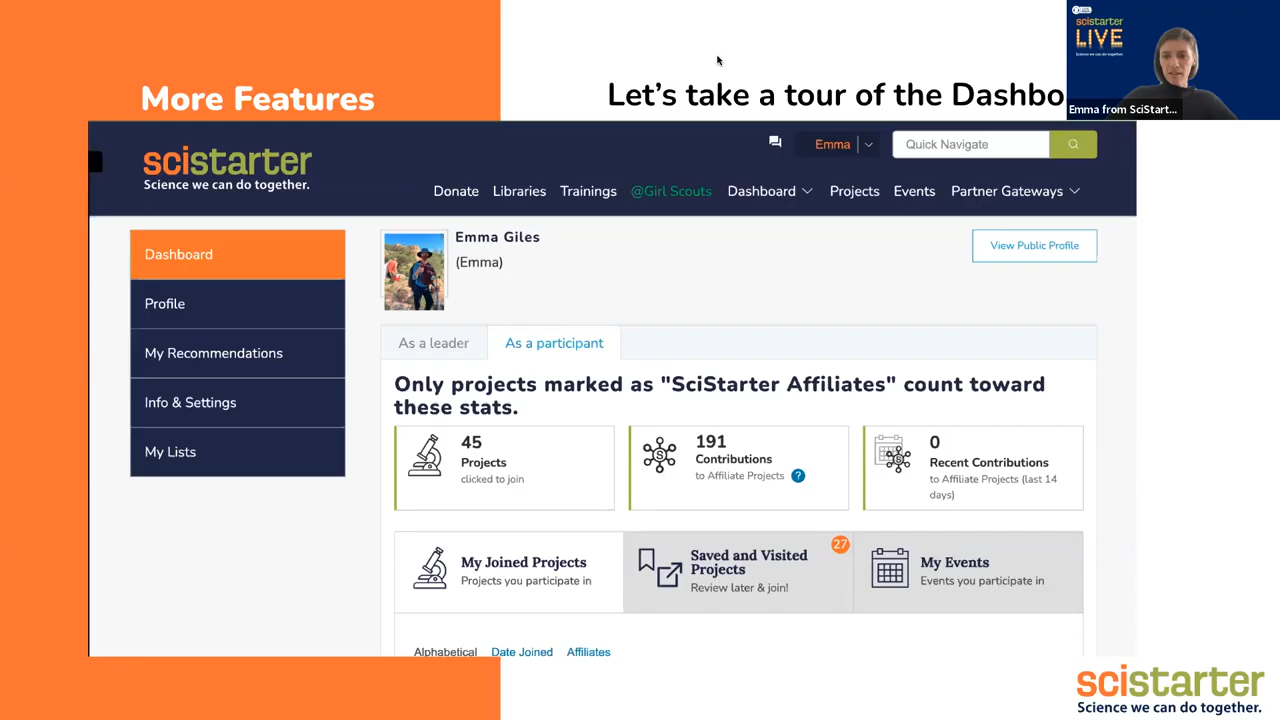 More Features
Let's take a tour of the Dashbo
scistarter
LIVE
Science we can do together.
Emma from SciStart...
scistarter
Science we can do together.
Emma
Quick Navigate
Donate
Libraries
Trainings
@Girl Scouts
Dashboard
Projects
Events
Partner Gateways
Dashboard
Profile
My Recommendations
Info & Settings
My Lists
Emma Giles
(Emma)
View Public Profile
As a leader
As a participant
Only projects marked as "SciStarter Affiliates" count toward
these stats.
45
Projects
clicked to join
191
Contributions
to Affiliate Projects ?
0
Recent Contributions
to Affiliate Projects (last 14
days)
My Joined Projects
Projects you participate in
Saved and Visited
Projects
Review later & join!
27
My Events
Events you participate in
Alphabetical
Date Joined
Affiliates
scistarter
Science we can do together.